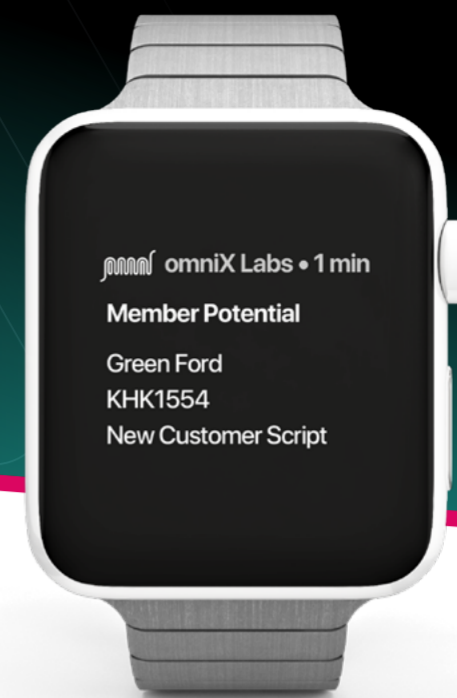 omniX Labs • 1 min
Member Potential
Green Ford
KHK1554
New Customer Script